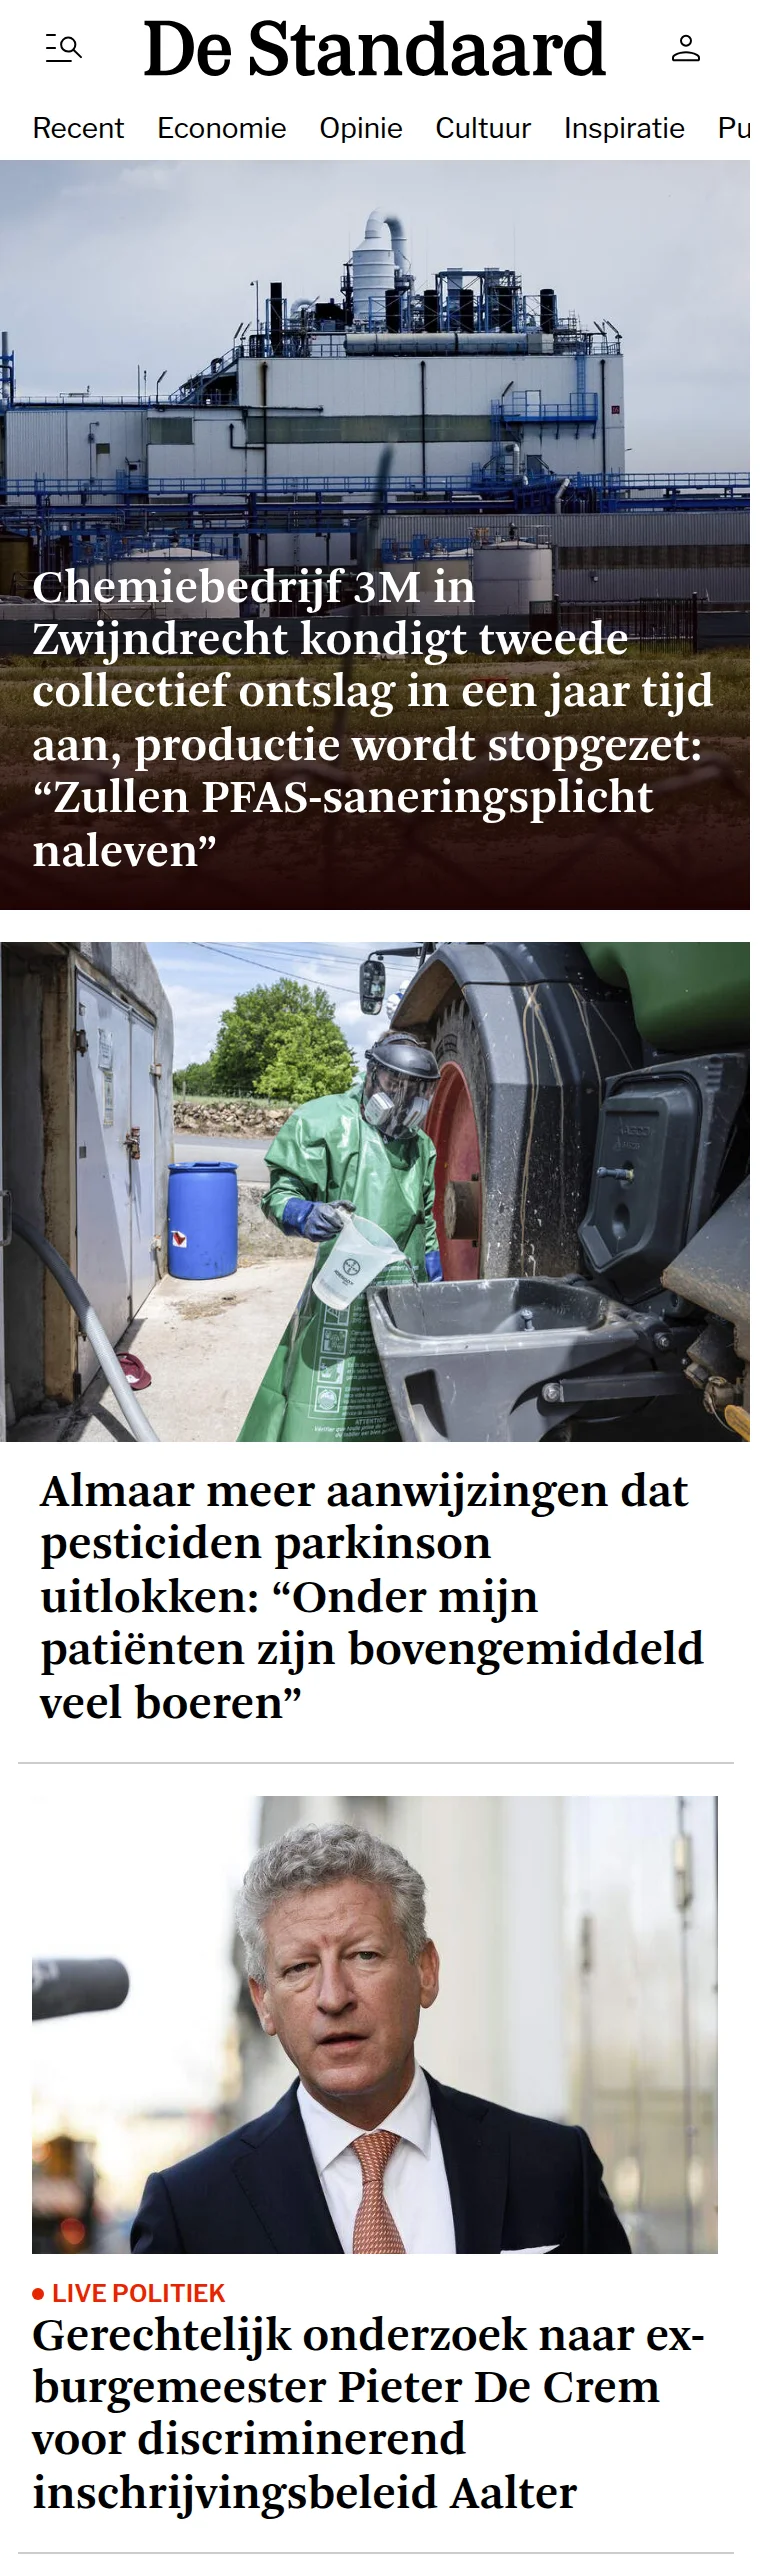 De Standaard
Recent Economie Opinie Cultuur Inspiratie Pu
Chemiebedrijf 3M in
Zwijndrecht kondigt tweede
collectief ontslag in een jaar tijd
aan, productie wordt stopgezet:
“Zullen PFAS-saneringsplicht
naleven”
ATTENTION
Almaar meer aanwijzingen dat
pesticiden parkinson
uitlokken: “Onder mijn
patiënten zijn bovengemiddeld
veel boeren”
LIVE POLITIEK
Gerechtelijk onderzoek naar ex-
burgemeester Pieter De Crem
voor discriminerend
inschrijvingsbeleid Aalter